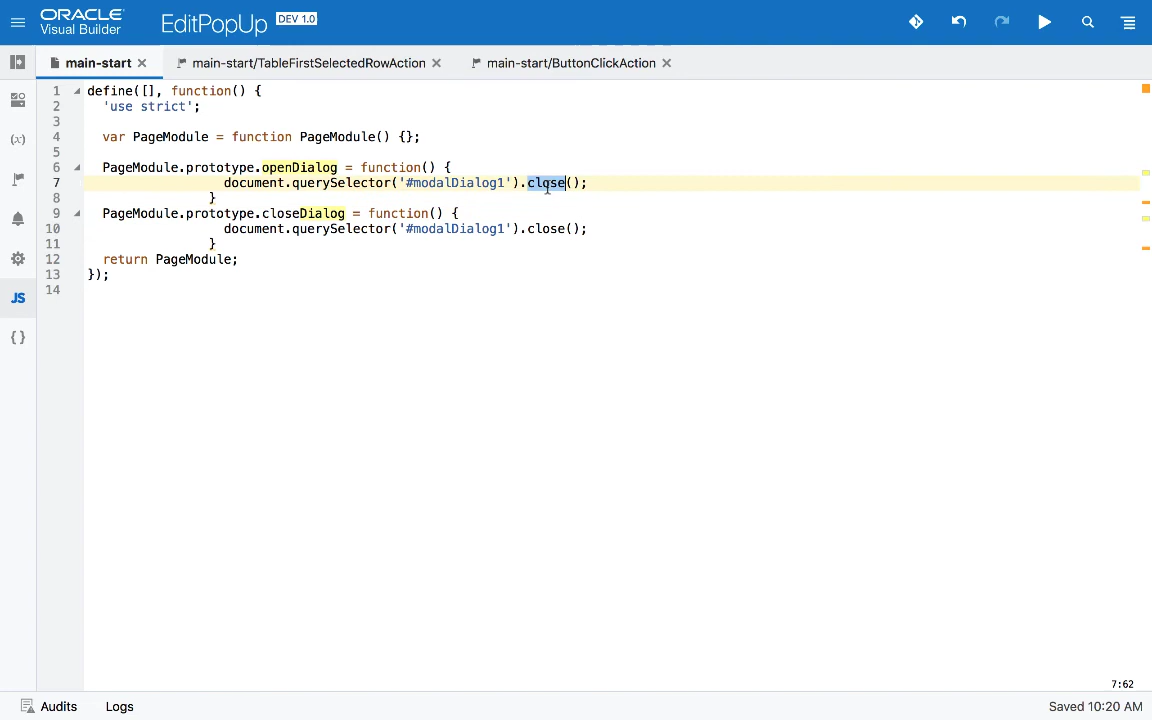 ORACLE
Visual Builder
EditPopUp DEV 1.0
main-start
main-start/TableFirstSelectedRowAction
main-start/ButtonClickAction
1 define([], function() {
2 'use strict';
3
4 var PageModule = function PageModule() {};
5
6 PageModule.prototype.openDialog = function() {
7 document.querySelector('#modalDialog1').close();
8 }
9 PageModule.prototype.closeDialog = function() {
10 document.querySelector('#modalDialog1').close();
11 }
12 return PageModule;
13 });
14
(x)
JS
{ }
7:62
Audits
Logs
Saved 10:20 AM